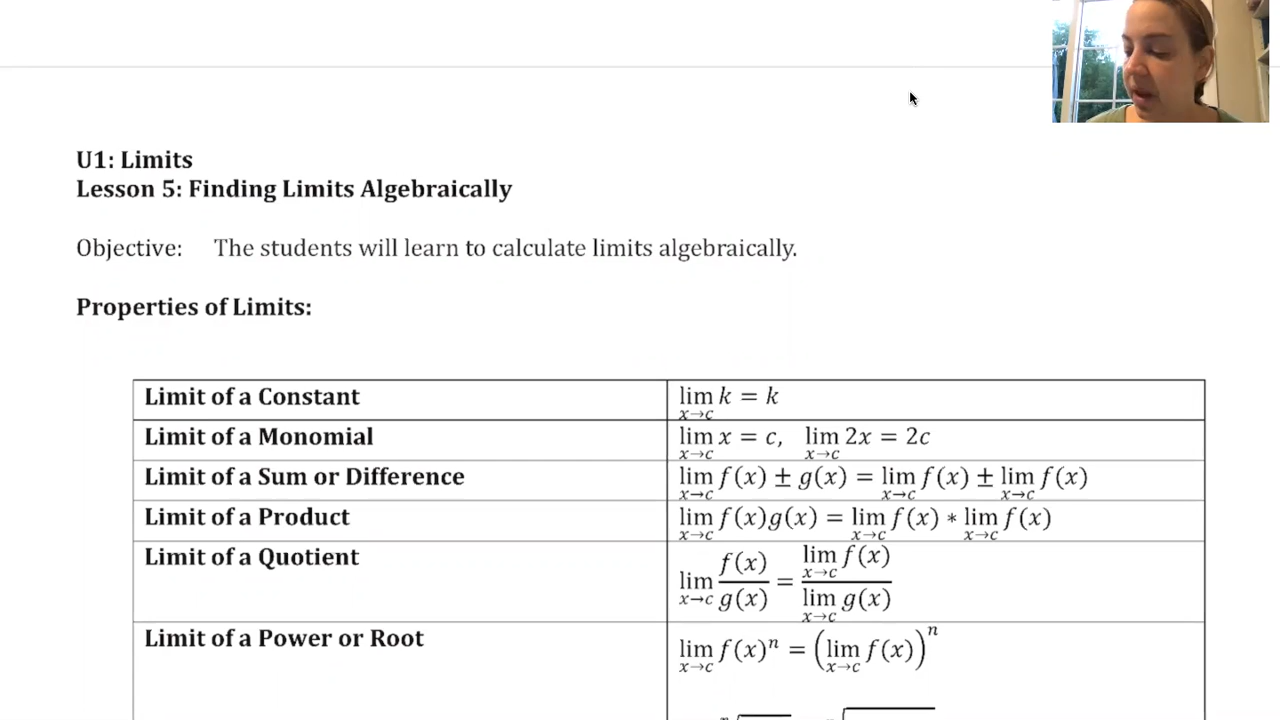 U1: Limits
Lesson 5: Finding Limits Algebraically
Objective: The students will learn to calculate limits algebraically.
Properties of Limits:
Limit of a Constant
lim x→c k = k
Limit of a Monomial
lim x→c x = c, lim x→c 2x = 2c
Limit of a Sum or Difference
lim x→c f(x) ± g(x) = lim x→c f(x) ± lim x→c f(x)
Limit of a Product
lim x→c f(x)g(x) = lim x→c f(x) * lim x→c f(x)
Limit of a Quotient
lim x→c f(x)/g(x) = lim x→c f(x) / lim x→c g(x)
Limit of a Power or Root
lim x→c f(x)ⁿ = (lim x→c f(x))ⁿ